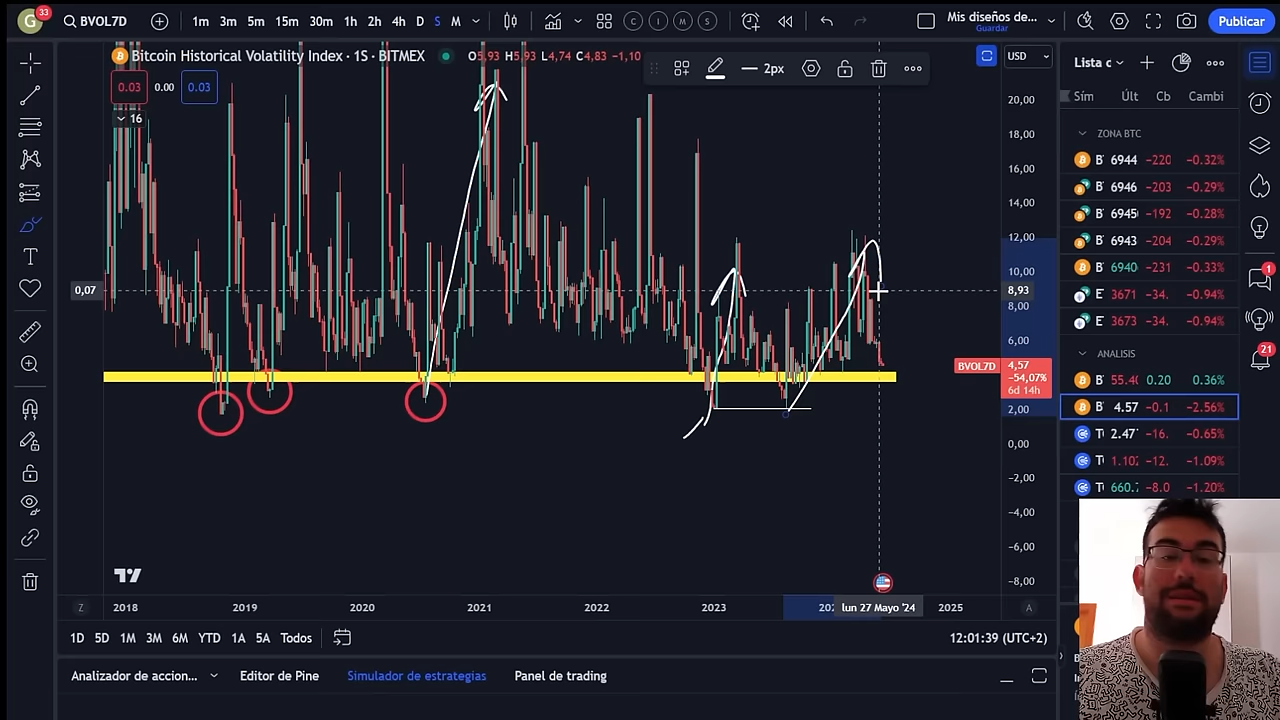 G 33 BVOL7D 1m 3m 5m 15m 30m 1h 2h 4h D S M C I M S Mis diseños de... Guardar Publicar
Bitcoin Historical Volatility Index · 1S · BITMEX O5,93 H5,93 L4,74 C4,83 −1,10
2px
USD
Lista c
0.03 0.00 0.03
16
Sím Últ Cb Cambi
20,00
18,00
16,00
14,00
12,00
10,00
8,93
8,00
6,00
BVOL7D 4,57
−54,07%
6d 14h
2,00
0,00
−2,00
−4,00
−6,00
−8,00
0,07
ZONA BTC
B 6944 −220 −0.32%
B 6946 −203 −0.29%
B 6945 −192 −0.28%
B 6943 −204 −0.29%
B 6940 −231 −0.33%
E 3671 −34. −0.94%
E 3673 −34. −0.94%
ANALISIS
B 55.4 0.20 0.36%
B 4.57 −0.1 −2.56%
T 2.47 −16. −0.65%
T 1.10 −12. −1.09%
T 660. −8.0 −1.20%
1
21
Z 2018 2019 2020 2021 2022 2023 lun 27 Mayo '24 2025 A
1D 5D 1M 3M 6M YTD 1A 5A Todos 12:01:39 (UTC+2)
Analizador de accion... Editor de Pine Simulador de estrategias Panel de trading